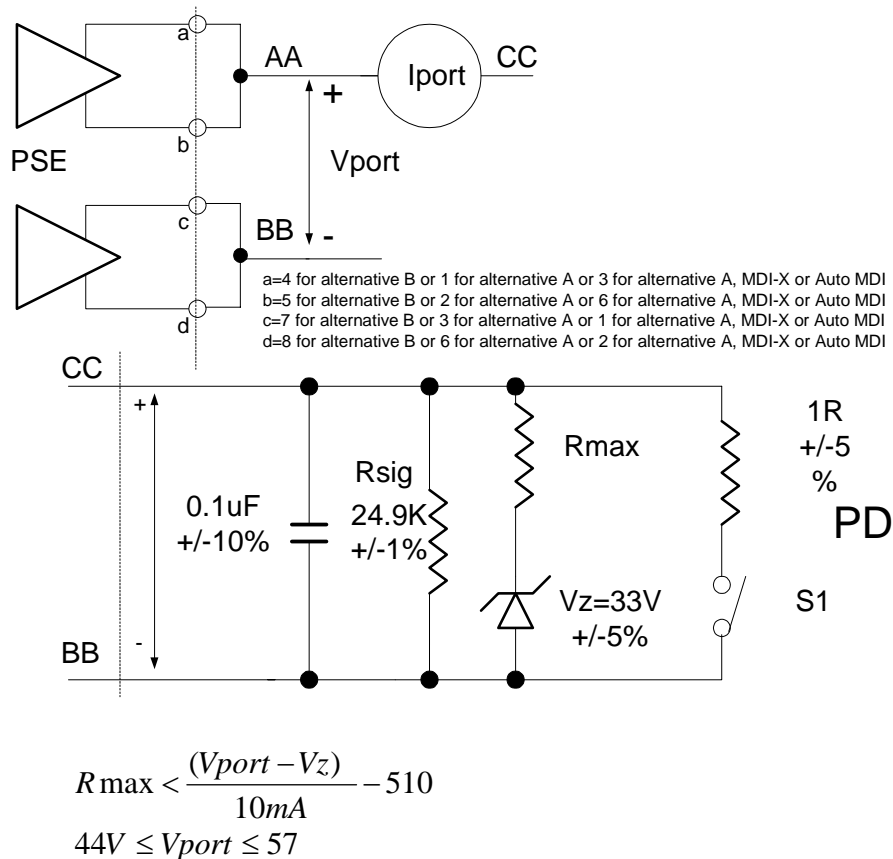 a
AA
CC
Iport
+
b
PSE
Vport
c
BB
-
d
a=4 for alternative B or 1 for alternative A or 3 for alternative A, MDI-X or Auto MDI
b=5 for alternative B or 2 for alternative A or 6 for alternative A, MDI-X or Auto MDI
c=7 for alternative B or 3 for alternative A or 1 for alternative A, MDI-X or Auto MDI
d=8 for alternative B or 6 for alternative A or 2 for alternative A, MDI-X or Auto MDI
CC
+
0.1uF
+/-10%
Rsig
24.9K
+/-1%
Rmax
1R
+/-5
%
PD
Vz=33V
+/-5%
S1
-
BB
R max < (Vport − Vz) / 10mA − 510
44V ≤ Vport ≤ 57